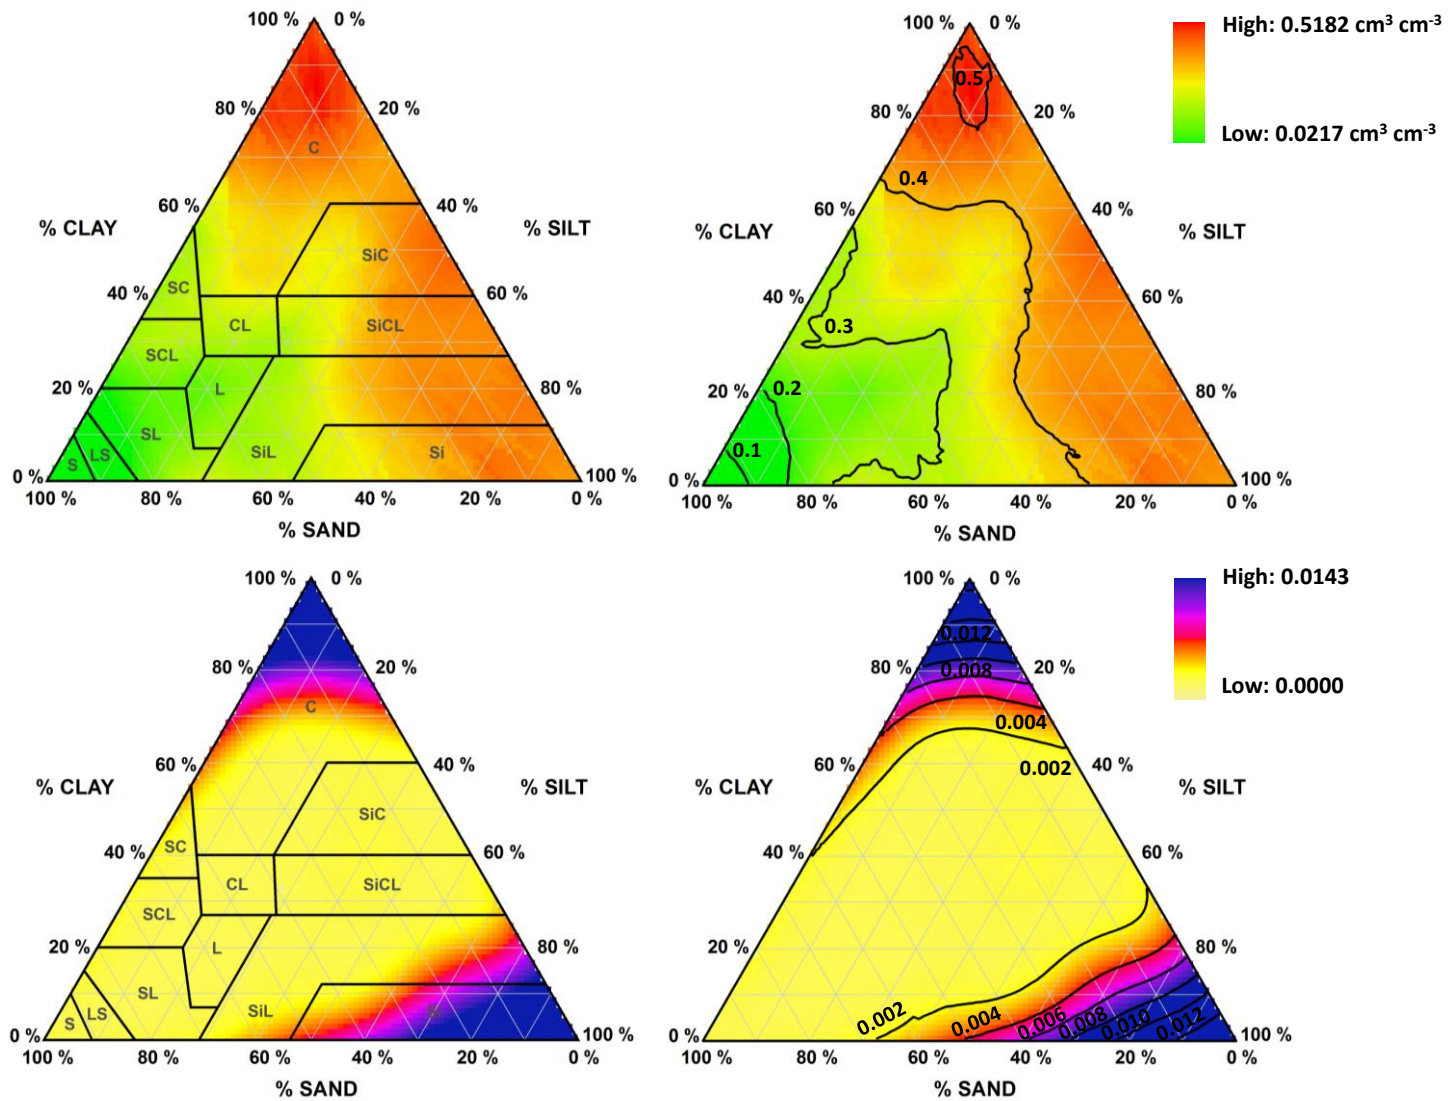 100 % 0 %
80 % 20 %
C
60 % 40 %
% CLAY % SILT
SiC
40 % SC 60 %
CL SiCL
SCL
20 % L 80 %
SL
S LS SiL Si
0 % 100 %
100 % 80 % 60 % 40 % 20 % 0 %
% SAND
100 % 0 %
0.5
80 % 20 %
0.4
60 % 40 %
% CLAY % SILT
40 % 60 %
0.3
20 % 0.2 80 %
0.1
0 % 100 %
100 % 80 % 60 % 40 % 20 % 0 %
% SAND
High: 0.5182 cm³ cm⁻³
Low: 0.0217 cm³ cm⁻³
100 % 0 %
80 % 20 %
C
60 % 40 %
% CLAY % SILT
SiC
40 % SC 60 %
CL SiCL
SCL
20 % L 80 %
SL
S LS SiL Si
0 % 100 %
100 % 80 % 60 % 40 % 20 % 0 %
% SAND
100 % 0 %
0.012
80 % 0.008 20 %
0.004
60 % 0.002 40 %
% CLAY % SILT
40 % 60 %
20 % 80 %
0.002 0.004 0.006 0.008 0.010 0.012
0 % 100 %
100 % 80 % 60 % 40 % 20 % 0 %
% SAND
High: 0.0143
Low: 0.0000